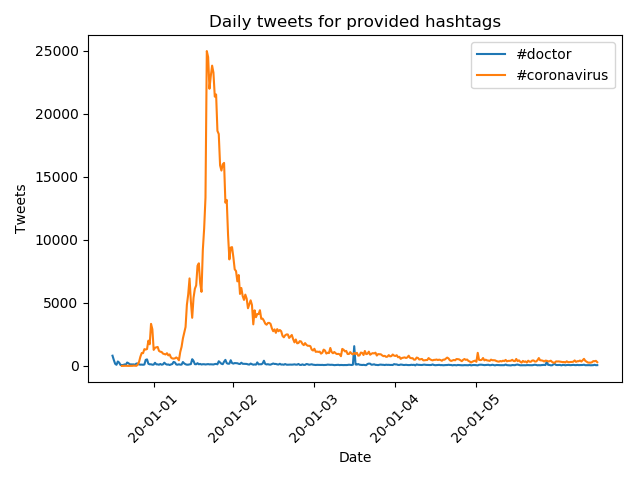 Daily tweets for provided hashtags
#doctor
#coronavirus
25000
20000
15000
10000
5000
0
Tweets
20-01-01
20-01-02
20-01-03
20-01-04
20-01-05
Date